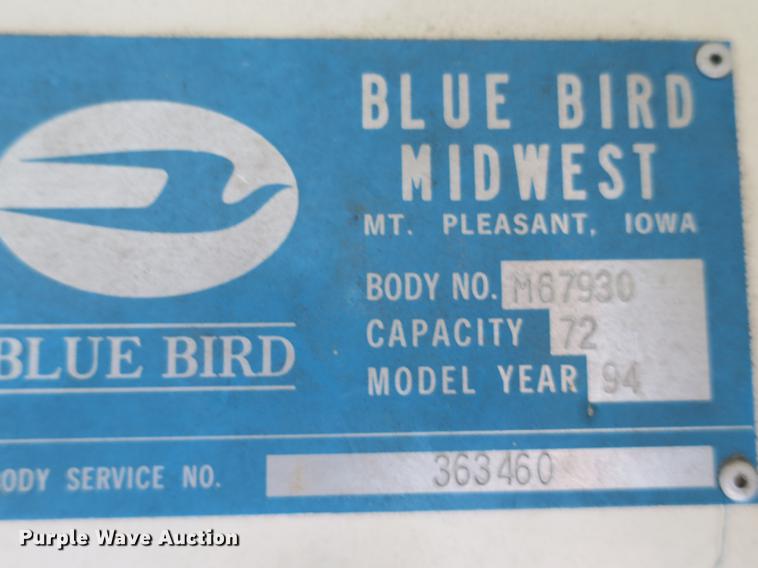 BLUE BIRD
MIDWEST
MT. PLEASANT, IOWA
BODY NO. M67930
CAPACITY 72
MODEL YEAR 94
BLUE BIRD
ODY SERVICE NO. 363460
Purple Wave Auction